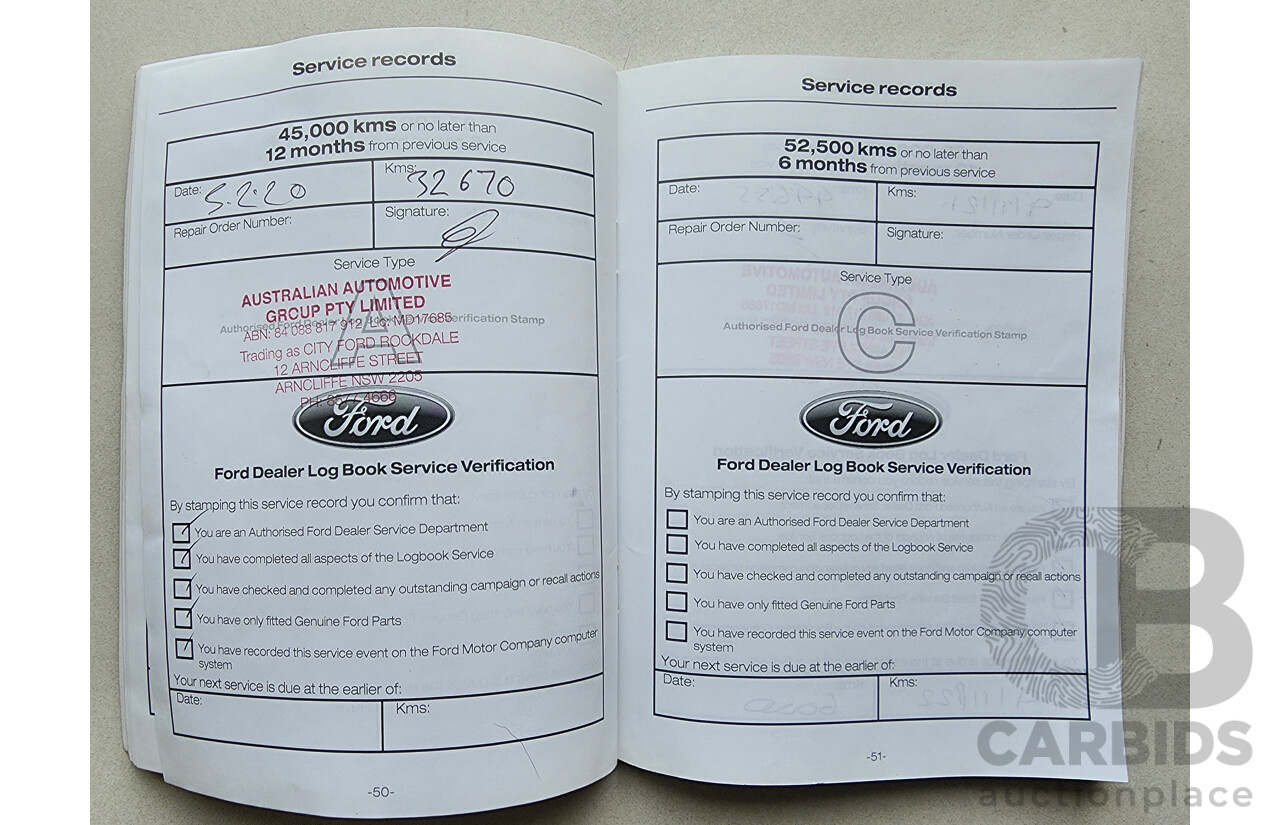 Service records
45,000 kms or no later than
12 months from previous service
Date: 5.2.20
Kms: 32670
Repair Order Number:
Signature:
Service Type
A
Authorised Ford Dealer Log Book Service Verification Stamp
AUSTRALIAN AUTOMOTIVE
GROUP PTY LIMITED
ABN: 84 088 817 912 Lic: MD17685
Trading as CITY FORD ROCKDALE
12 ARNCLIFFE STREET
ARNCLIFFE NSW 2205
PH: 8577 4666
Ford
Ford Dealer Log Book Service Verification
By stamping this service record you confirm that:
You are an Authorised Ford Dealer Service Department
You have completed all aspects of the Logbook Service
You have checked and completed any outstanding campaign or recall actions
You have only fitted Genuine Ford Parts
You have recorded this service event on the Ford Motor Company computer
system
Your next service is due at the earlier of:
Date:
Kms:
-50-
Service records
52,500 kms or no later than
6 months from previous service
Date:
Kms:
Repair Order Number:
Signature:
Service Type
C
Authorised Ford Dealer Log Book Service Verification Stamp
Ford
Ford Dealer Log Book Service Verification
By stamping this service record you confirm that:
You are an Authorised Ford Dealer Service Department
You have completed all aspects of the Logbook Service
You have checked and completed any outstanding campaign or recall actions
You have only fitted Genuine Ford Parts
You have recorded this service event on the Ford Motor Company computer
system
Your next service is due at the earlier of:
Date:
Kms:
-51-
CB
CARBIDS
auctionplace